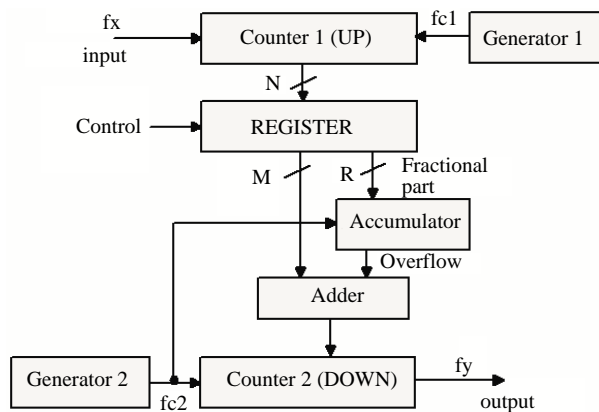 fx
input
Counter 1 (UP)
fc1
Generator 1
N
Control
REGISTER
M
R
Fractional
part
Accumulator
Overflow
Adder
Generator 2
fc2
Counter 2 (DOWN)
fy
output